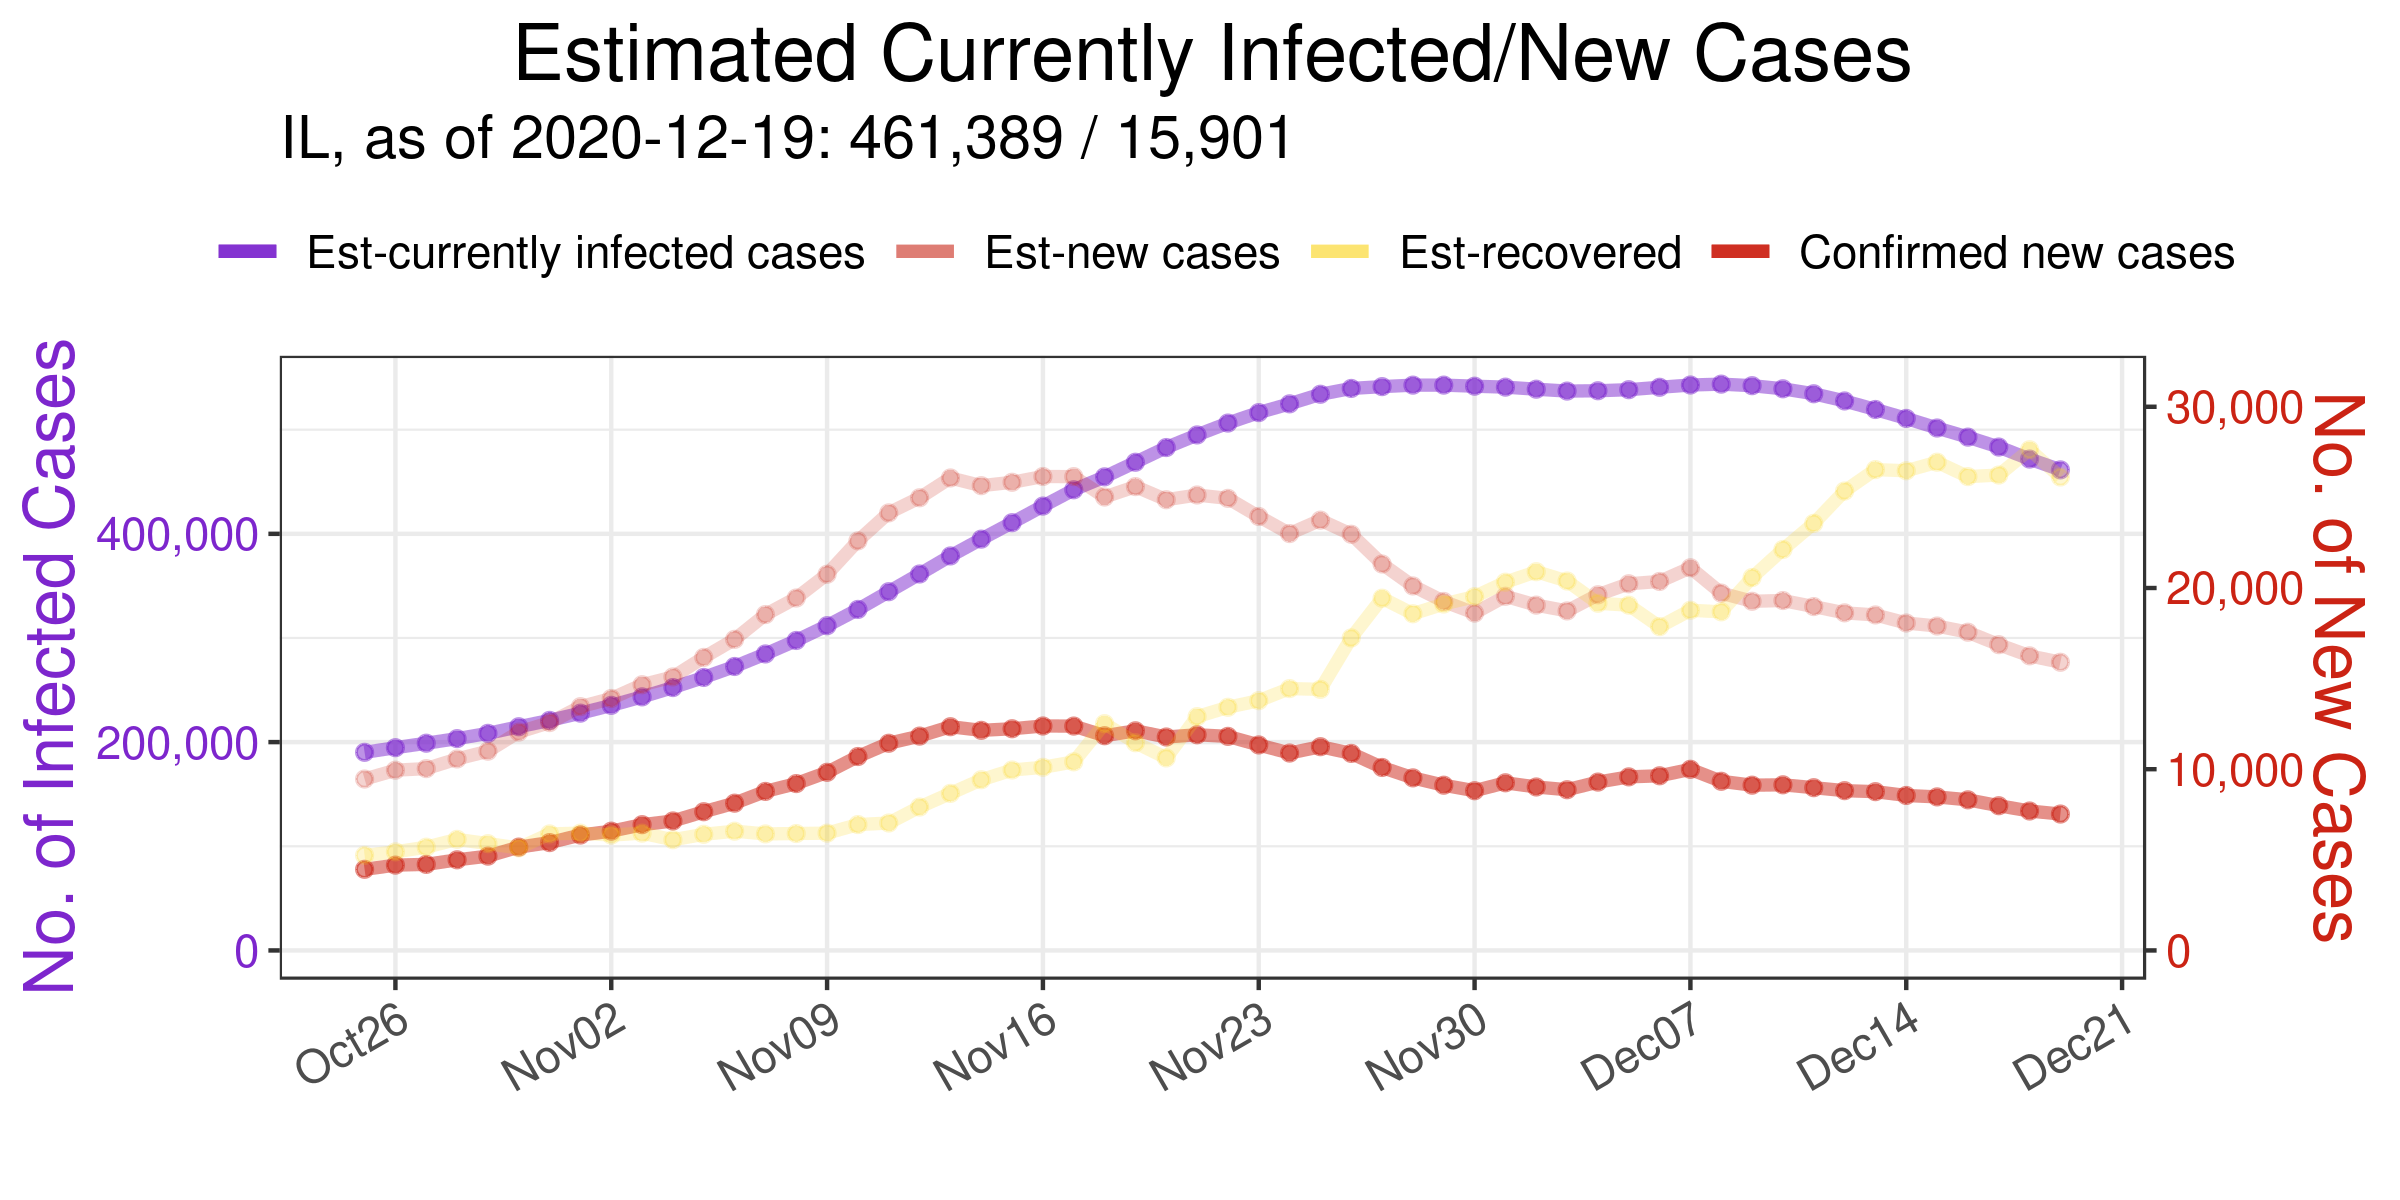 Estimated Currently Infected/New Cases
IL, as of 2020-12-19: 461,389 / 15,901
Est-currently infected cases Est-new cases Est-recovered Confirmed new cases
No. of Infected Cases
400,000
200,000
0
30,000
20,000
10,000
0
No. of New Cases
Oct26 Nov02 Nov09 Nov16 Nov23 Nov30 Dec07 Dec14 Dec21